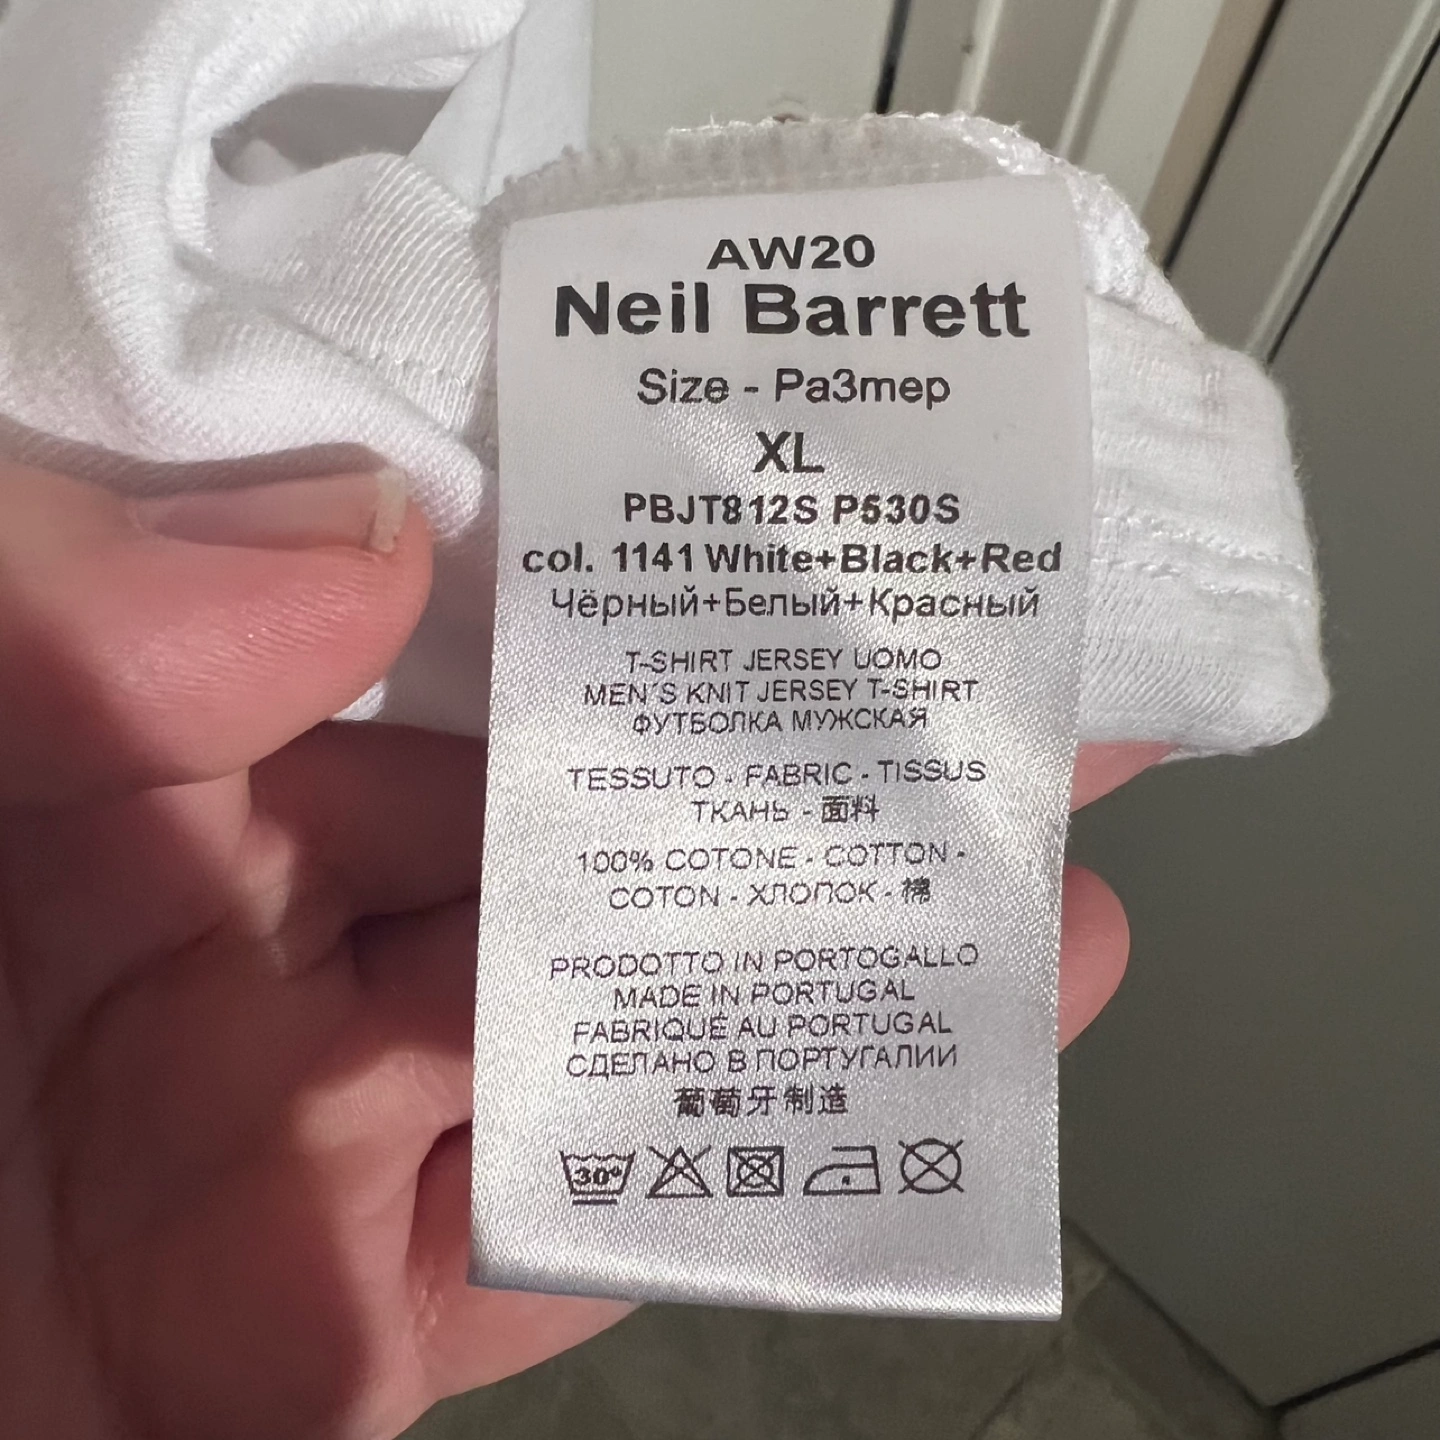 AW20
Neil Barrett
Size - Pa3mep
XL
PBJT812S P530S
col. 1141 White+Black+Red
Чёрный+Белый+Красный
T-SHIRT JERSEY UOMO
MEN´S KNIT JERSEY T-SHIRT
ФУТБОЛКА МУЖСКАЯ
TESSUTO - FABRIC - TISSUS
ТКАНЬ - 面料
100% COTONE - COTTON -
COTON - ХЛОПОК - 棉
PRODOTTO IN PORTOGALLO
MADE IN PORTUGAL
FABRIQUÉ AU PORTUGAL
СДЕЛАНО В ПОРТУГАЛИИ
葡萄牙制造
30°